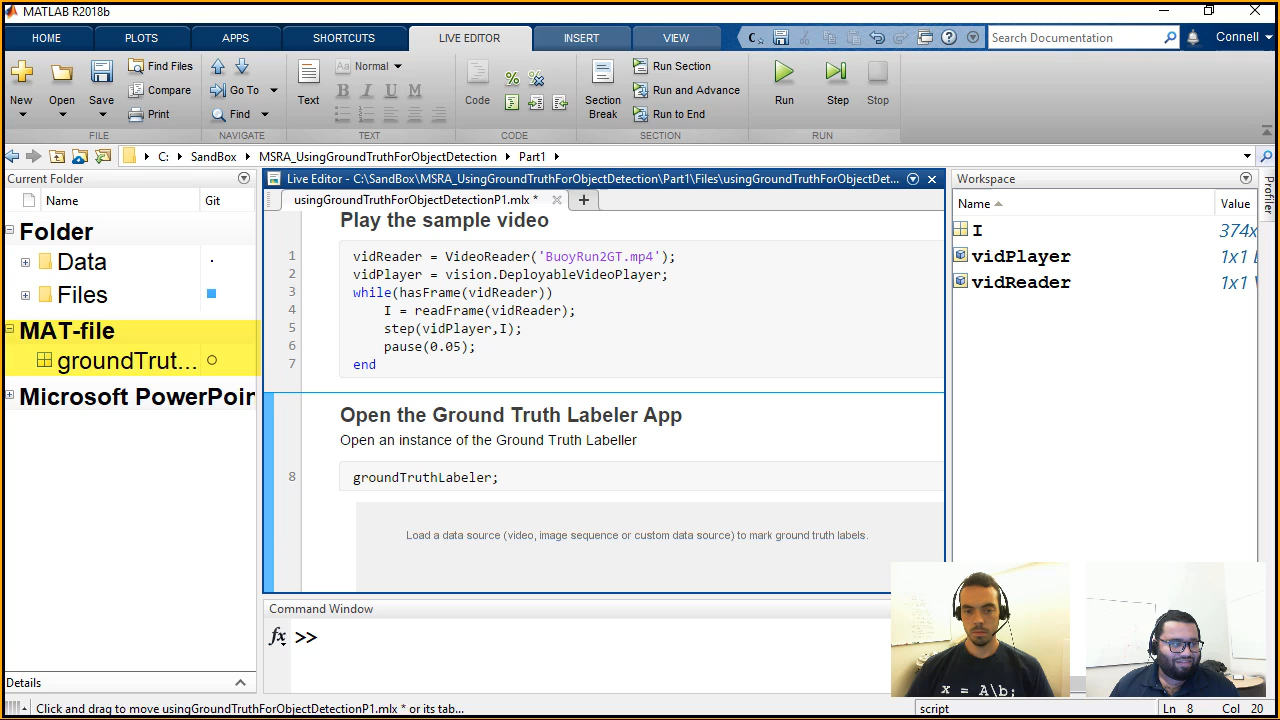 MATLAB R2018b
HOME PLOTS APPS SHORTCUTS LIVE EDITOR INSERT VIEW Search Documentation Connell
New Open Save Find Files Compare Print
Go To Find
Text Normal B I U M
Code
Section Break Run Section Run and Advance Run to End
Run Step Stop
FILE NAVIGATE TEXT CODE SECTION RUN
C: SandBox MSRA_UsingGroundTruthForObjectDetection Part1
Current Folder
Name Git
Folder
Data
Files
MAT-file
groundTrut...
Microsoft PowerPoin
Details
Live Editor - C:\SandBox\MSRA_UsingGroundTruthForObjectDetection\Part1\Files\usingGroundTruthForObjectDet...
usingGroundTruthForObjectDetectionP1.mlx *
Play the sample video
1 vidReader = VideoReader('BuoyRun2GT.mp4');
2 vidPlayer = vision.DeployableVideoPlayer;
3 while(hasFrame(vidReader))
4 I = readFrame(vidReader);
5 step(vidPlayer,I);
6 pause(0.05);
7 end
Open the Ground Truth Labeler App
Open an instance of the Ground Truth Labeller
8 groundTruthLabeler;
Load a data source (video, image sequence or custom data source) to mark ground truth labels.
Command Window
fx >>
Workspace
Name Value
I 374x
vidPlayer 1x1
vidReader 1x1
Profiler
x = A\b;
Click and drag to move usingGroundTruthForObjectDetectionP1.mlx * or its tab...
script Ln 8 Col 20